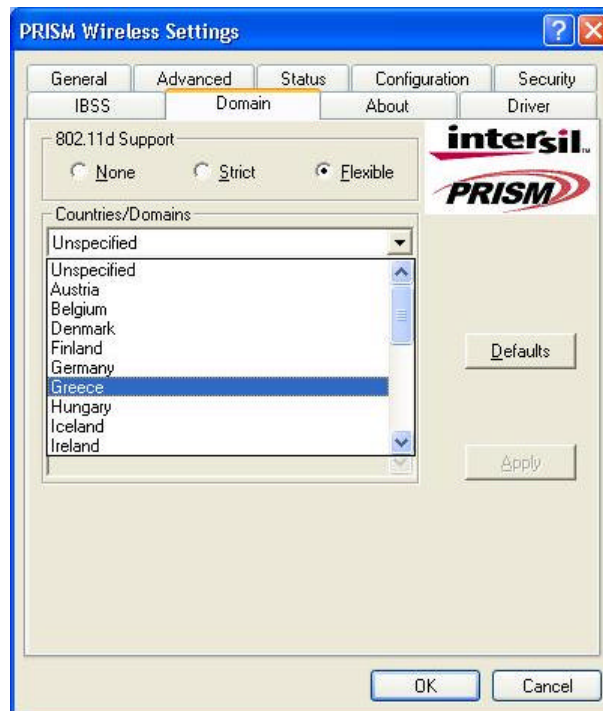 PRISM Wireless Settings
General Advanced Status Configuration Security
IBSS Domain About Driver
802.11d Support
None Strict Flexible
intersil
PRISM
Countries/Domains
Unspecified
Unspecified
Austria
Belgium
Denmark
Finland
Germany
Greece
Hungary
Iceland
Ireland
Defaults
Apply
OK Cancel